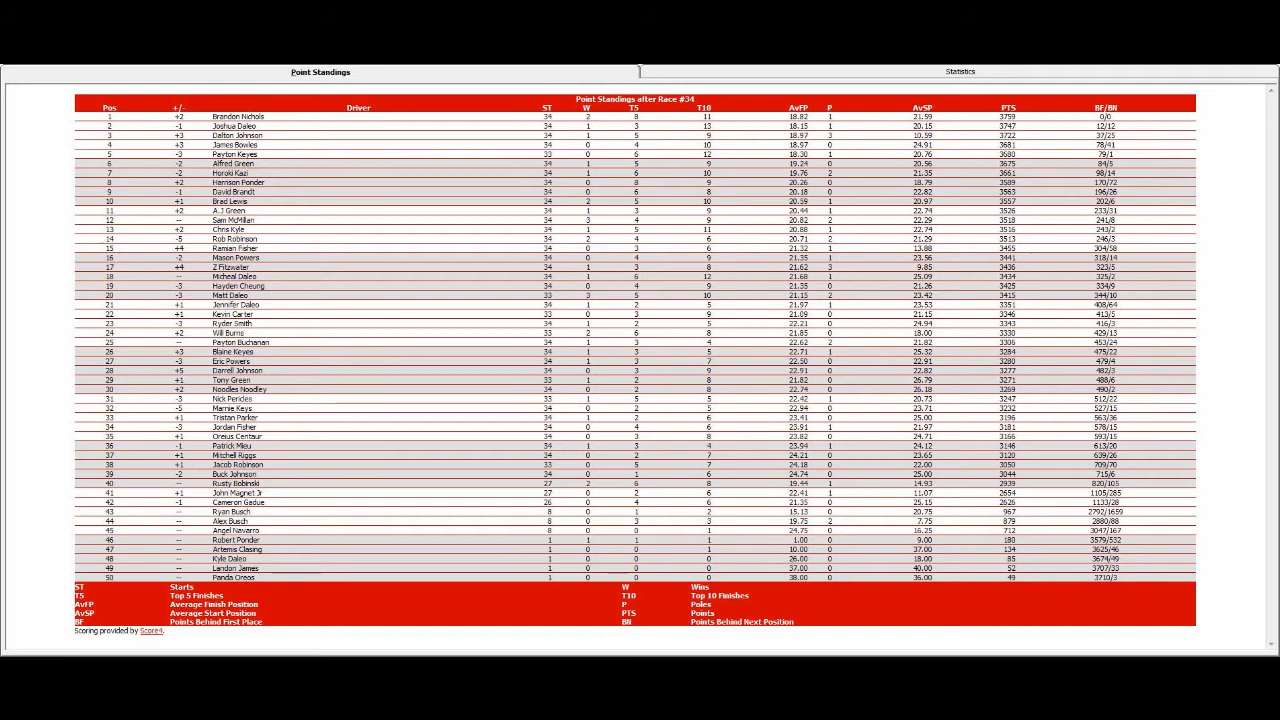 Point Standings Statistics
Point Standings after Race #34
Pos +/- Driver ST W T5 T10 AvFP P AvSP PTS BF/BN
1 +2 Brandon Nichols 34 2 8 11 18.82 1 21.59 3759 0/0
2 -1 Joshua Daleo 34 1 3 13 18.15 1 20.15 3747 12/12
3 +3 Dalton Johnson 34 1 5 9 18.97 3 10.59 3722 37/25
4 +3 James Bowles 34 0 4 10 18.97 0 24.91 3681 78/41
5 -3 Payton Keyes 33 0 6 12 18.30 1 20.76 3680 79/1
6 -2 Alfred Green 34 1 5 9 19.24 0 20.56 3675 84/5
7 -2 Horoki Kazi 34 1 6 10 19.76 2 21.35 3661 98/14
8 +2 Harrison Ponder 34 0 8 9 20.26 0 18.79 3589 170/72
9 -1 David Brandt 34 0 6 8 20.18 0 22.82 3563 196/26
10 +1 Brad Lewis 34 2 5 10 20.59 1 20.97 3557 202/6
11 +2 A.J Green 34 1 3 9 20.44 1 22.74 3526 233/31
12 -- Sam McMillan 34 3 4 9 20.82 2 22.29 3518 241/8
13 +2 Chris Kyle 34 1 5 11 20.88 1 22.74 3516 243/2
14 -5 Rob Robinson 34 2 4 6 20.71 2 21.29 3513 246/3
15 +4 Ramian Fisher 34 0 3 6 21.32 1 13.88 3455 304/58
16 -2 Mason Powers 34 0 4 9 21.35 1 23.56 3441 318/14
17 +4 Z Fitzwater 34 1 3 8 21.62 3 9.85 3436 323/5
18 -- Micheal Daleo 34 1 6 12 21.68 1 25.09 3434 325/2
19 -3 Hayden Cheung 34 0 4 9 21.35 0 21.26 3425 334/9
20 -3 Matt Daleo 33 3 5 10 21.15 2 23.42 3415 344/10
21 +1 Jennifer Daleo 34 1 2 5 21.97 1 23.53 3351 408/64
22 +1 Kevin Carter 33 0 3 9 21.09 0 21.15 3346 413/5
23 -3 Ryder Smith 34 1 2 5 22.21 0 24.94 3343 416/3
24 +2 Will Burns 33 2 6 8 21.85 0 18.00 3330 429/13
25 -- Payton Buchanan 34 1 3 4 22.62 2 21.82 3306 453/24
26 +3 Blaine Keyes 34 1 3 5 22.71 1 25.32 3284 475/22
27 -3 Eric Powers 34 1 3 7 22.50 0 22.91 3280 479/4
28 +5 Darrell Johnson 34 0 3 9 22.91 0 22.82 3277 482/3
29 +1 Tony Green 33 1 2 8 21.82 0 26.79 3271 488/6
30 +2 Noodles Noodley 34 0 2 8 22.74 0 26.18 3269 490/2
31 -3 Nick Pericles 33 1 5 5 22.42 1 20.73 3247 512/22
32 -5 Marnie Keys 34 0 2 5 22.94 0 23.71 3232 527/15
33 +1 Tristan Parker 34 1 2 6 23.41 0 25.00 3196 563/36
34 -3 Jordan Fisher 34 0 4 6 23.91 1 21.97 3181 578/15
35 +1 Oreius Centaur 34 0 3 8 23.82 0 24.71 3166 593/15
36 -1 Patrick Mieu 34 1 3 4 23.94 1 24.12 3146 613/20
37 +1 Mitchell Riggs 34 0 2 7 24.21 0 23.65 3120 639/26
38 +1 Jacob Robinson 33 0 5 7 24.18 0 22.00 3050 709/70
39 -2 Buck Johnson 34 0 1 6 24.74 0 25.00 3044 715/6
40 -- Rusty Bobinski 27 2 6 8 19.44 1 14.93 2939 820/105
41 +1 John Magnet Jr 27 0 2 6 22.41 1 11.07 2654 1105/285
42 -1 Cameron Gadue 26 0 4 6 21.35 0 25.15 2626 1133/28
43 -- Ryan Busch 8 0 1 2 15.13 0 20.75 967 2792/1659
44 -- Alex Busch 8 0 3 3 19.75 2 7.75 879 2880/88
45 -- Angel Navarro 8 0 0 1 24.75 0 16.25 712 3047/167
46 -- Robert Ponder 1 1 1 1 1.00 0 9.00 180 3579/532
47 -- Artemis Clasing 1 0 0 1 10.00 0 37.00 134 3625/46
48 -- Kyle Daleo 1 0 0 0 26.00 0 18.00 85 3674/49
49 -- Landon James 1 0 0 0 37.00 0 40.00 52 3707/33
50 -- Panda Oreos 1 0 0 0 38.00 0 36.00 49 3710/3
ST Starts W Wins
T5 Top 5 Finishes T10 Top 10 Finishes
AvFP Average Finish Position P Poles
AvSP Average Start Position PTS Points
BF Points Behind First Place BN Points Behind Next Position
Scoring provided by Score4.